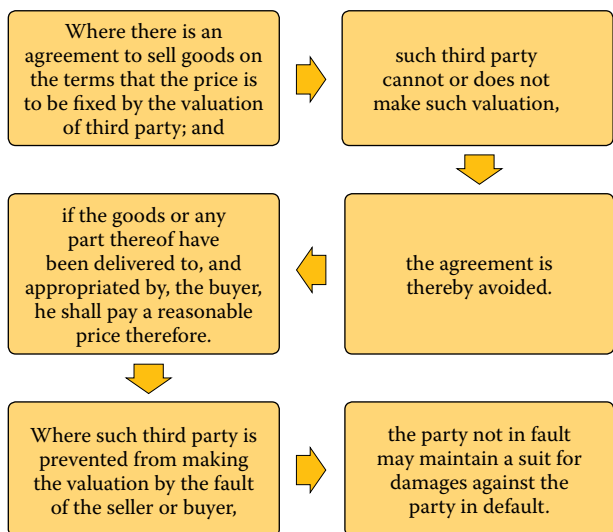 Where there is an
agreement to sell goods on
the terms that the price is
to be fixed by the valuation
of third party; and
such third party
cannot or does not
make such valuation,
the agreement is
thereby avoided.
if the goods or any
part thereof have
been delivered to, and
appropriated by, the buyer,
he shall pay a reasonable
price therefore.
Where such third party is
prevented from making
the valuation by the fault
of the seller or buyer,
the party not in fault
may maintain a suit for
damages against the
party in default.